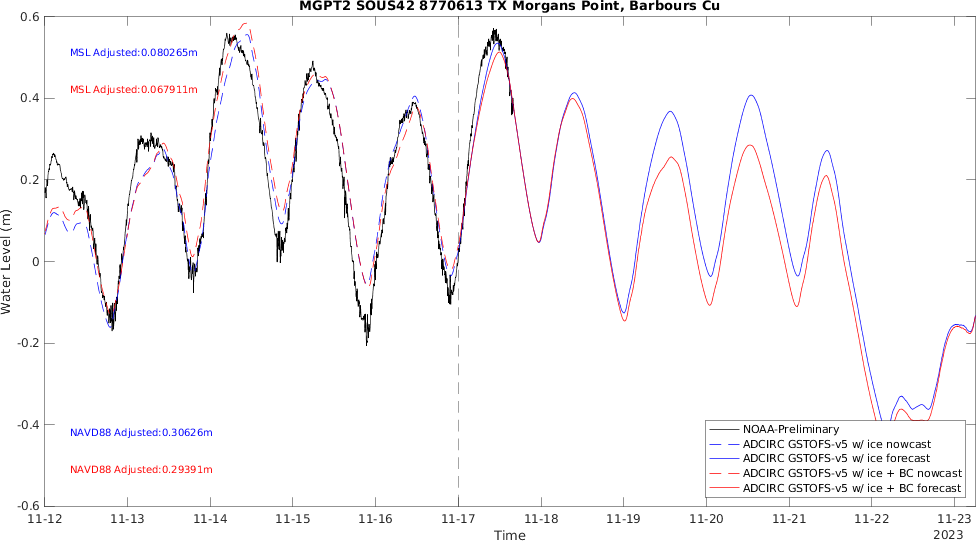 MGPT2 SOUS42 8770613 TX Morgans Point, Barbours Cu
0.6
0.4
0.2
0
-0.2
-0.4
-0.6
Water Level (m)
MSL Adjusted:0.080265m
MSL Adjusted:0.067911m
NAVD88 Adjusted:0.30626m
NAVD88 Adjusted:0.29391m
NOAA-Preliminary
ADCIRC GSTOFS-v5 w/ ice nowcast
ADCIRC GSTOFS-v5 w/ ice forecast
ADCIRC GSTOFS-v5 w/ ice + BC nowcast
ADCIRC GSTOFS-v5 w/ ice + BC forecast
11-12 11-13 11-14 11-15 11-16 11-17 11-18 11-19 11-20 11-21 11-22 11-23
Time
2023